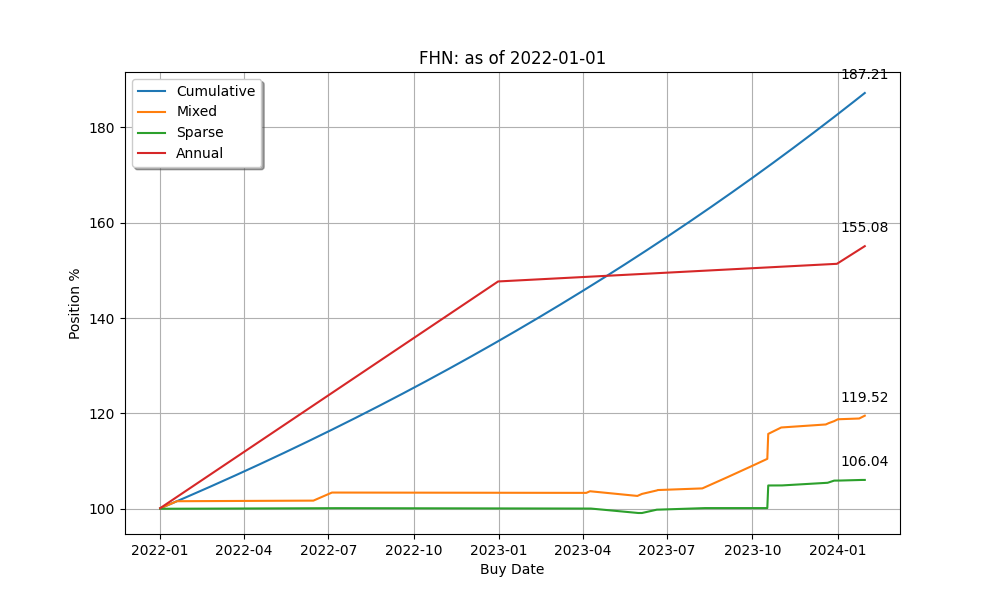 FHN: as of 2022-01-01
187.21
Cumulative
Mixed
Sparse
Annual
180
160
155.08
140
120
119.52
106.04
100
Position %
2022-01 2022-04 2022-07 2022-10 2023-01 2023-04 2023-07 2023-10 2024-01
Buy Date